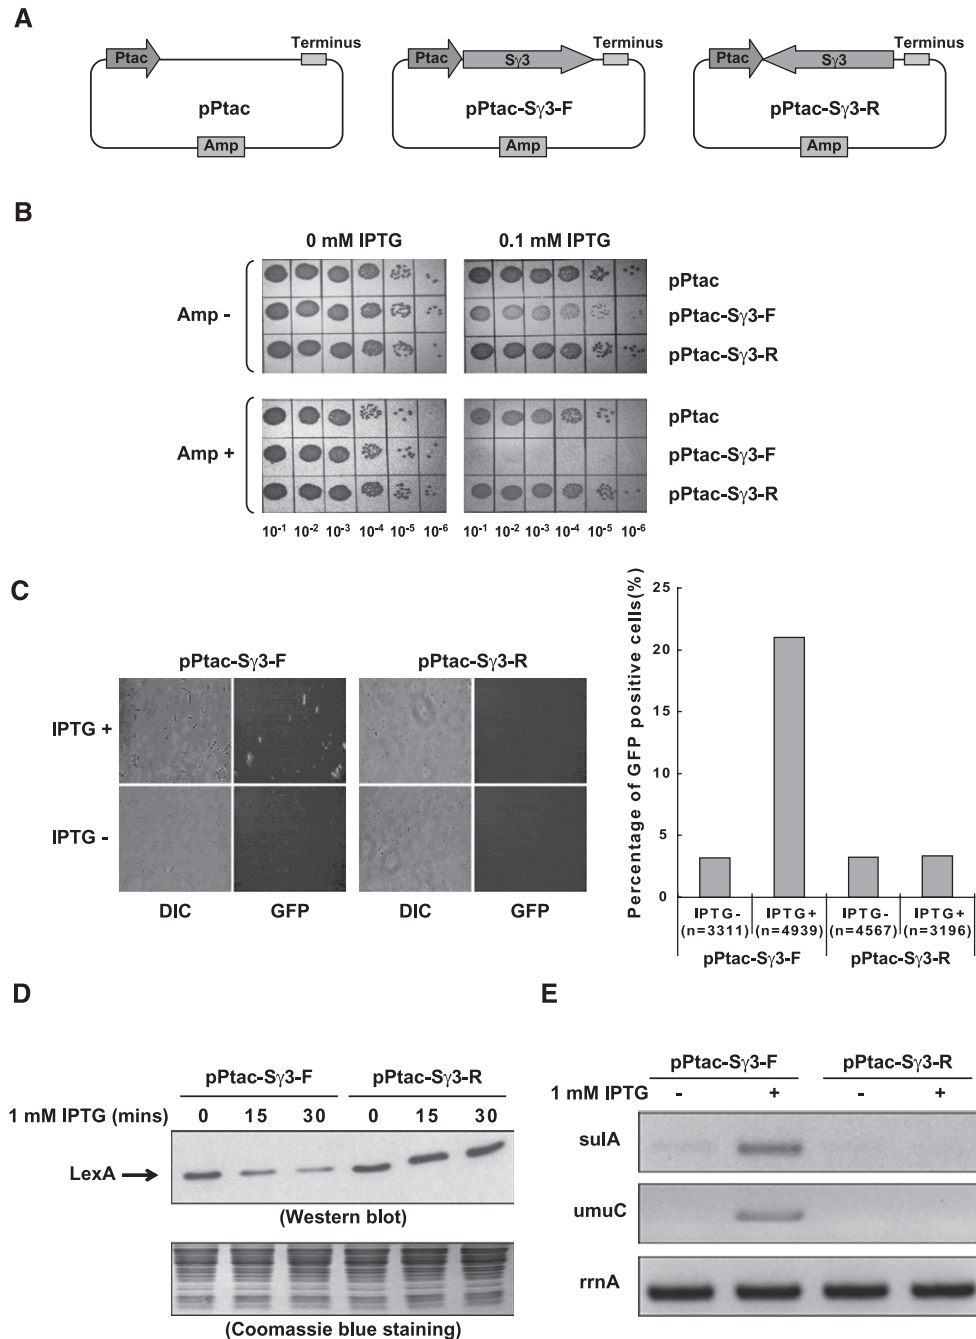 A
Ptac
Terminus
pPtac
Amp
Ptac
Sγ3
Terminus
pPtac-Sγ3-F
Amp
Ptac
Sγ3
Terminus
pPtac-Sγ3-R
Amp
B
0 mM IPTG
0.1 mM IPTG
Amp -
pPtac
pPtac-Sγ3-F
pPtac-Sγ3-R
Amp +
pPtac
pPtac-Sγ3-F
pPtac-Sγ3-R
10-1 10-2 10-3 10-4 10-5 10-6
10-1 10-2 10-3 10-4 10-5 10-6
C
pPtac-Sγ3-F
pPtac-Sγ3-R
IPTG +
IPTG -
DIC
GFP
DIC
GFP
Percentage of GFP positive cells(%)
25
20
15
10
5
0
IPTG-
(n=3311)
IPTG+
(n=4939)
IPTG-
(n=4567)
IPTG+
(n=3196)
pPtac-Sγ3-F
pPtac-Sγ3-R
D
pPtac-Sγ3-F
pPtac-Sγ3-R
1 mM IPTG (mins) 0 15 30 0 15 30
LexA
(Western blot)
(Coomassie blue staining)
E
pPtac-Sγ3-F
pPtac-Sγ3-R
1 mM IPTG - + - +
sulA
umuC
rrnA